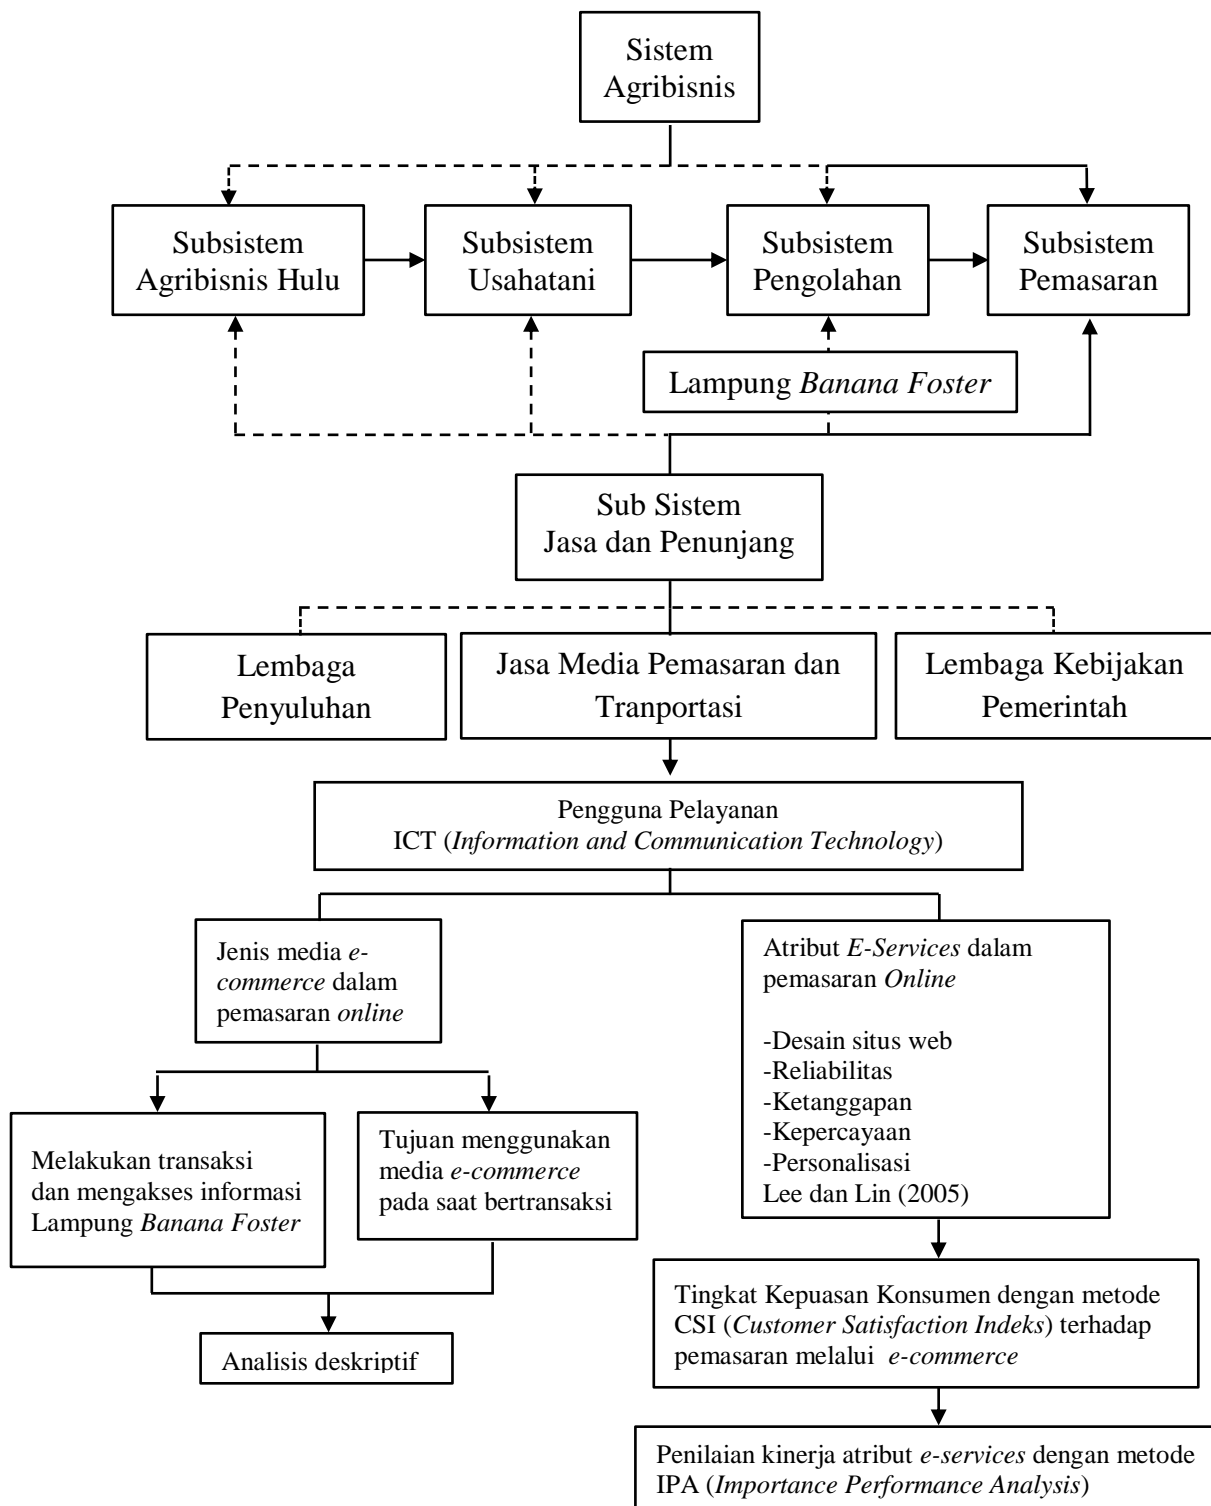 Sistem
Agribisnis
Subsistem
Agribisnis Hulu
Subsistem
Usahatani
Subsistem
Pengolahan
Subsistem
Pemasaran
Lampung Banana Foster
Sub Sistem
Jasa dan Penunjang
Lembaga
Penyuluhan
Jasa Media Pemasaran dan
Tranportasi
Lembaga Kebijakan
Pemerintah
Pengguna Pelayanan
ICT (Information and Communication Technology)
Jenis media e-
commerce dalam
pemasaran online
Atribut E-Services dalam
pemasaran Online
-Desain situs web
-Reliabilitas
-Ketanggapan
-Kepercayaan
-Personalisasi
Lee dan Lin (2005)
Melakukan transaksi
dan mengakses informasi
Lampung Banana Foster
Tujuan menggunakan
media e-commerce
pada saat bertransaksi
Analisis deskriptif
Tingkat Kepuasan Konsumen dengan metode
CSI (Customer Satisfaction Indeks) terhadap
pemasaran melalui e-commerce
Penilaian kinerja atribut e-services dengan metode
IPA (Importance Performance Analysis)